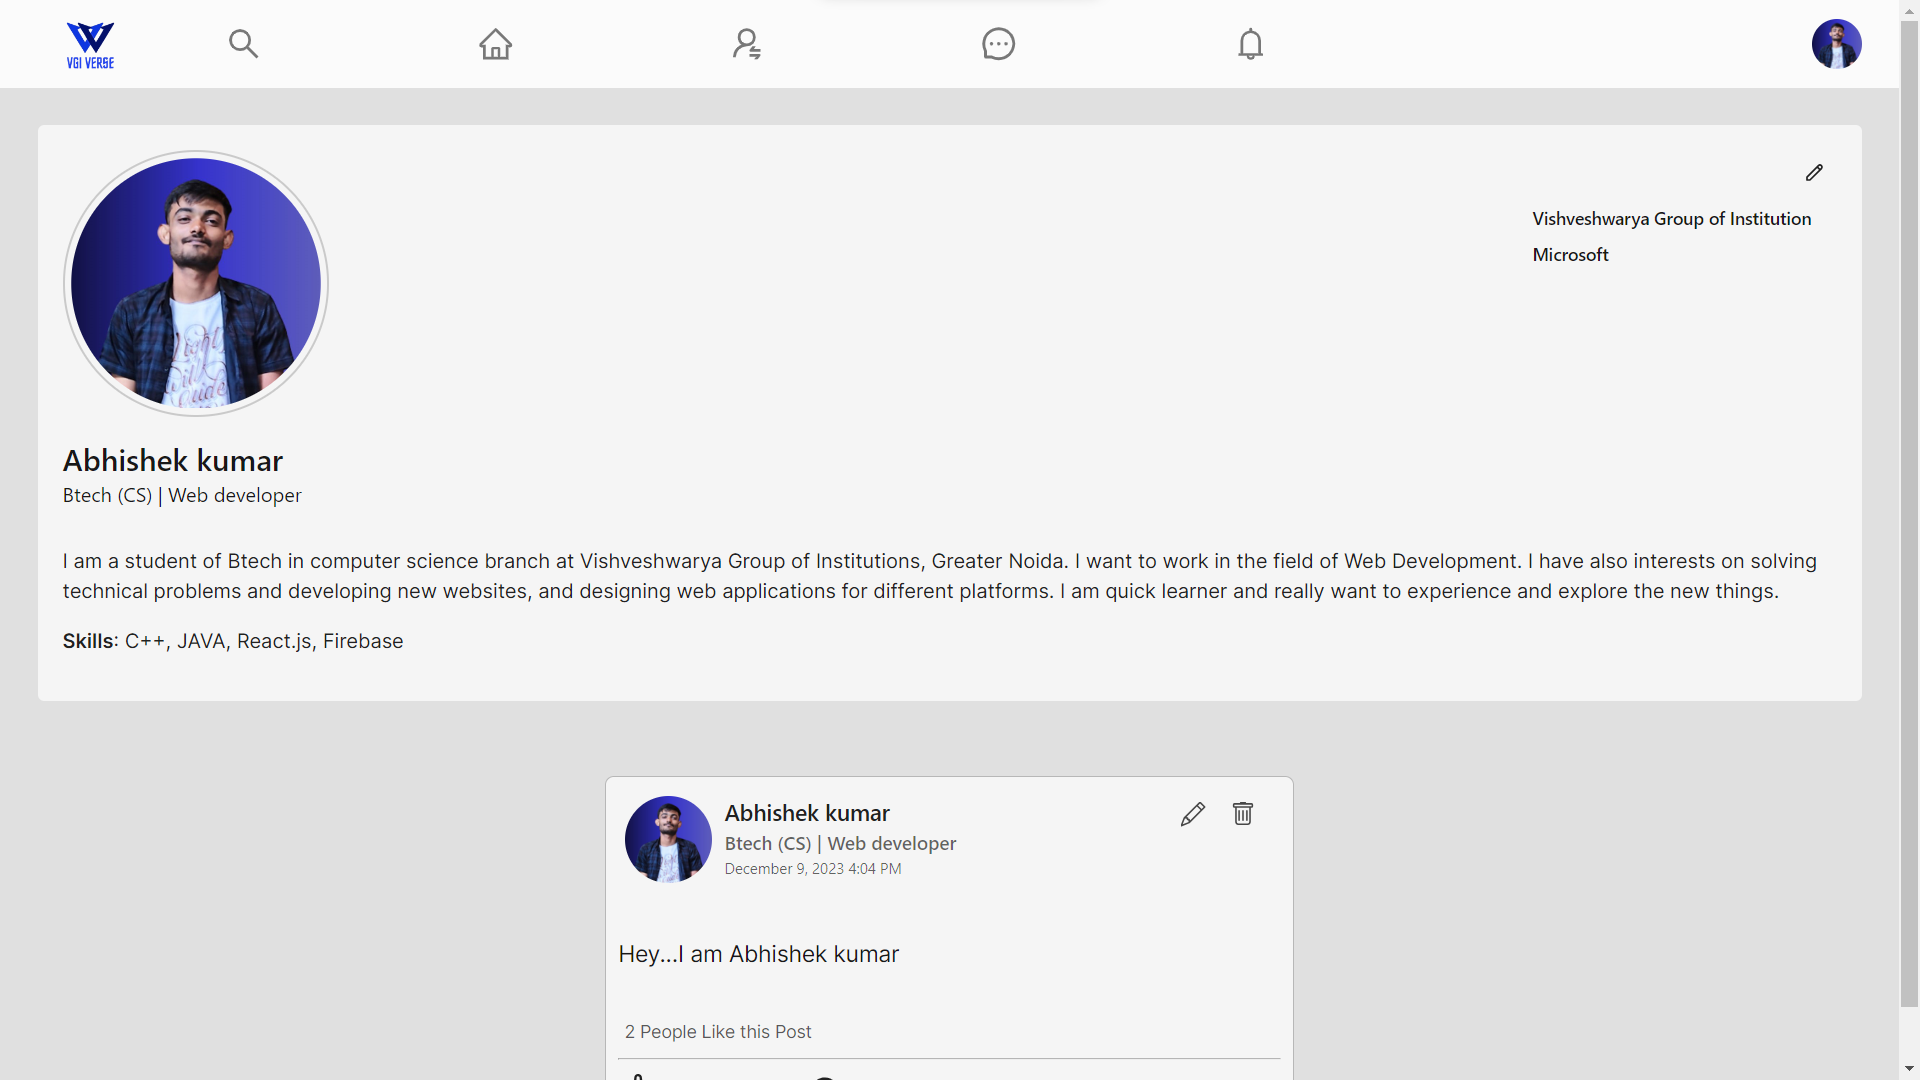 VGI VERSE
Vishveshwarya Group of Institution
Microsoft
Abhishek kumar
Btech (CS) | Web developer
I am a student of Btech in computer science branch at Vishveshwarya Group of Institutions, Greater Noida. I want to work in the field of Web Development. I have also interests on solving
technical problems and developing new websites, and designing web applications for different platforms. I am quick learner and really want to experience and explore the new things.
Skills: C++, JAVA, React.js, Firebase
Abhishek kumar
Btech (CS) | Web developer
December 9, 2023 4:04 PM
Hey...I am Abhishek kumar
2 People Like this Post